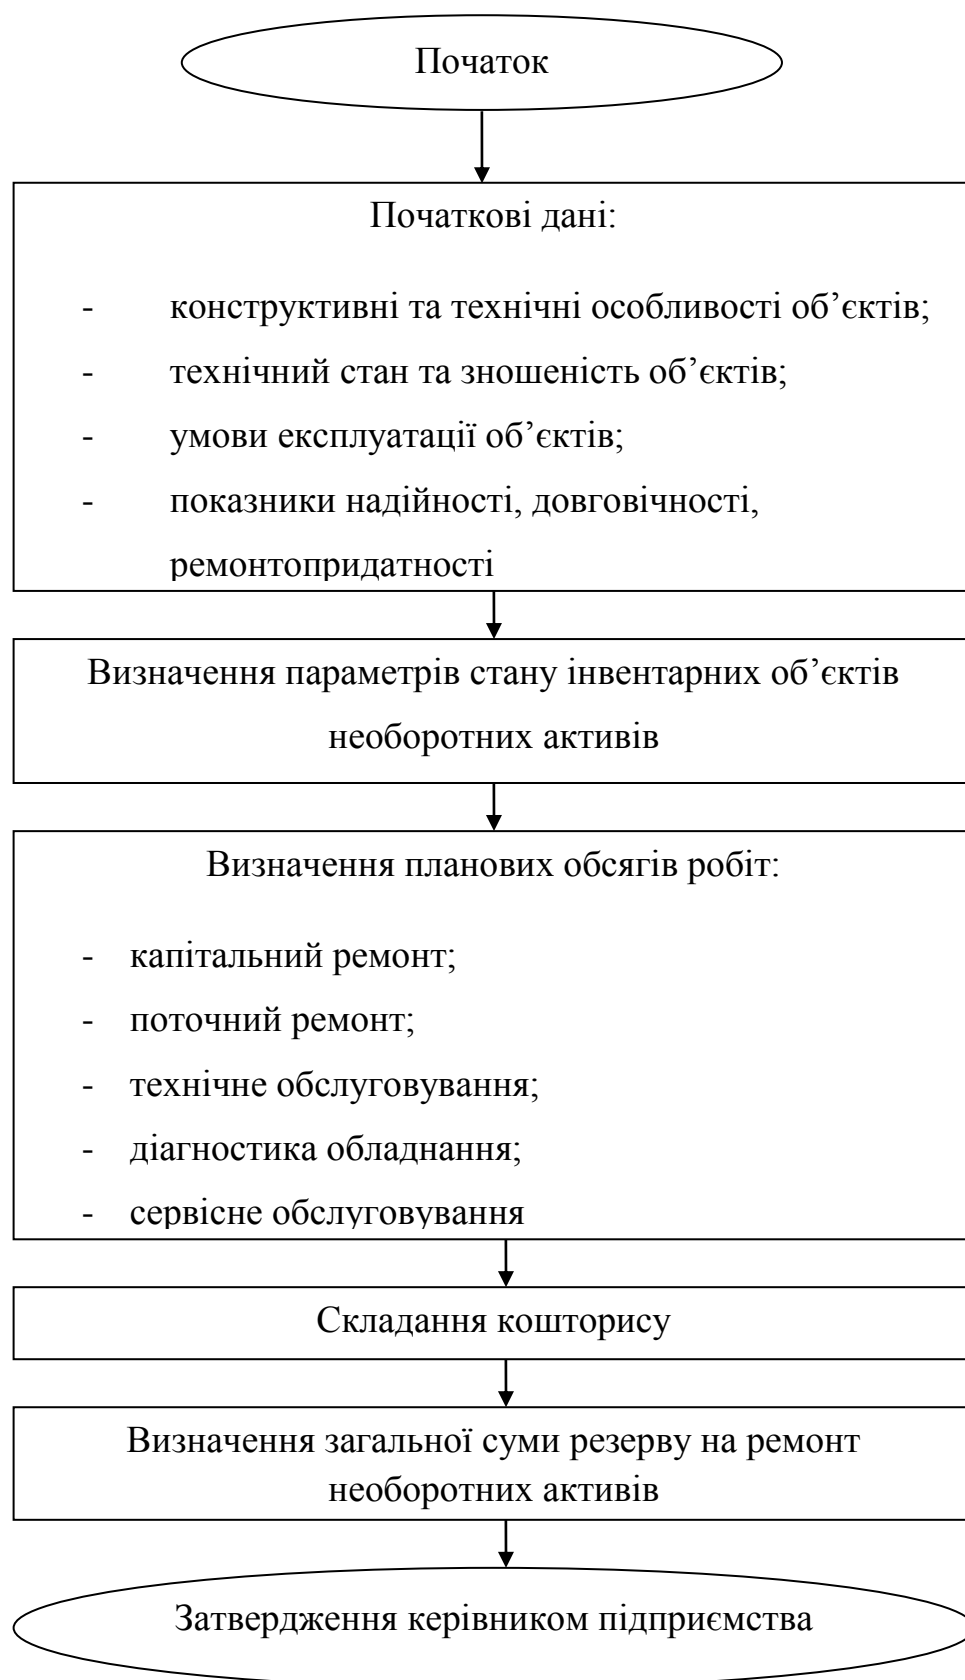 Початок
Початкові дані:
- конструктивні та технічні особливості об’єктів;
- технічний стан та зношеність об’єктів;
- умови експлуатації об’єктів;
- показники надійності, довговічності,
ремонтопридатності
Визначення параметрів стану інвентарних об’єктів
необоротних активів
Визначення планових обсягів робіт:
- капітальний ремонт;
- поточний ремонт;
- технічне обслуговування;
- діагностика обладнання;
- сервісне обслуговування
Складання кошторису
Визначення загальної суми резерву на ремонт
необоротних активів
Затвердження керівником підприємства